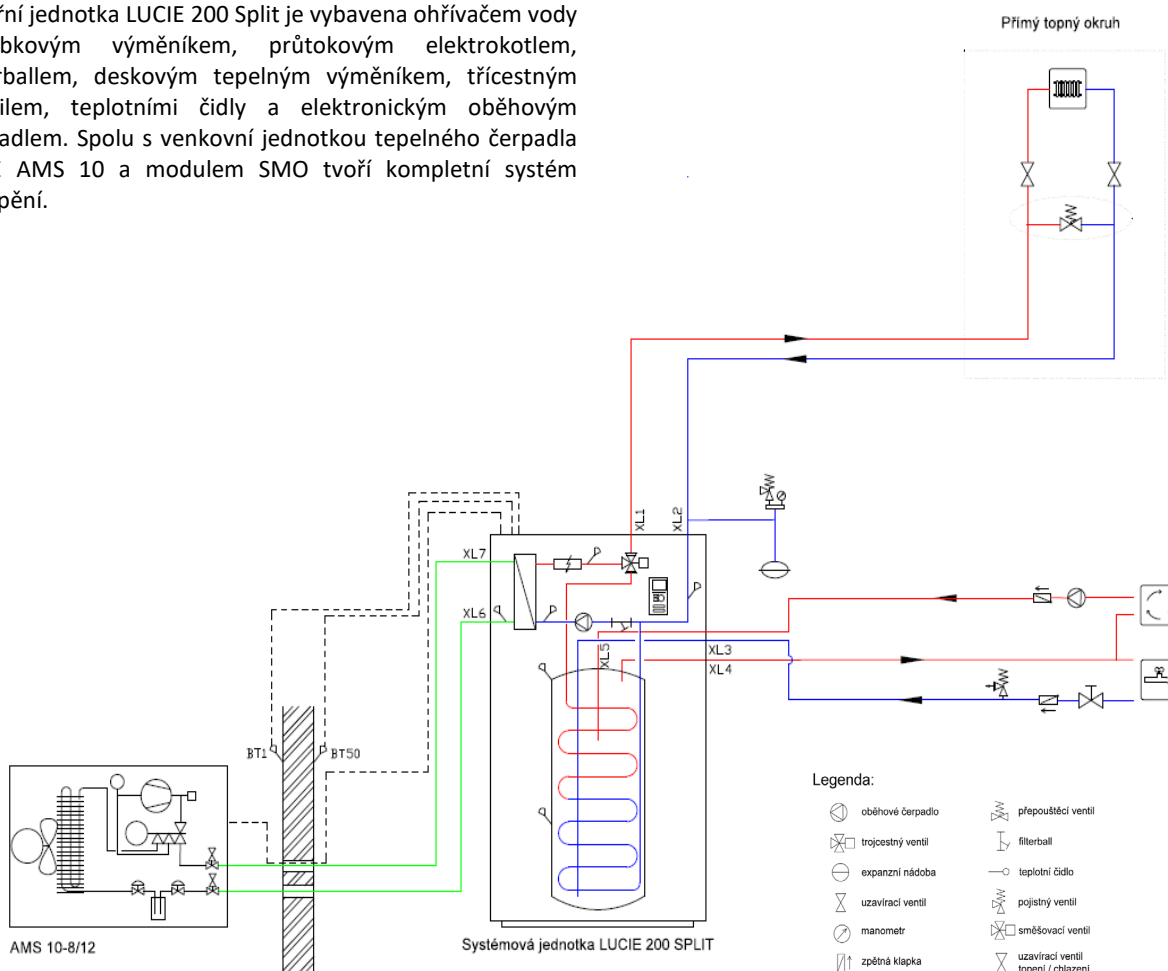 řní jednotka LUCIE 200 Split je vybavena ohřívačem vody
bkovým výměníkem, průtokovým elektrokotlem,
rballem, deskovým tepelným výměníkem, třícestným
ilem, teplotními čidly a elektronickým oběhovým
adlem. Spolu s venkovní jednotkou tepelného čerpadla
AMS 10 a modulem SMO tvoří kompletní systém
pění.
Přímý topný okruh
XL1
XL2
XL7
XL6
XL5
XL3
XL4
BT1
BT50
AMS 10-8/12
Systémová jednotka LUCIE 200 SPLIT
Legenda:
oběhové čerpadlo
přepouštěcí ventil
trojcestný ventil
filterball
expanzní nádoba
teplotní čidlo
uzavírací ventil
pojistný ventil
manometr
směšovací ventil
zpětná klapka
uzavírací ventil
topení / chlazení